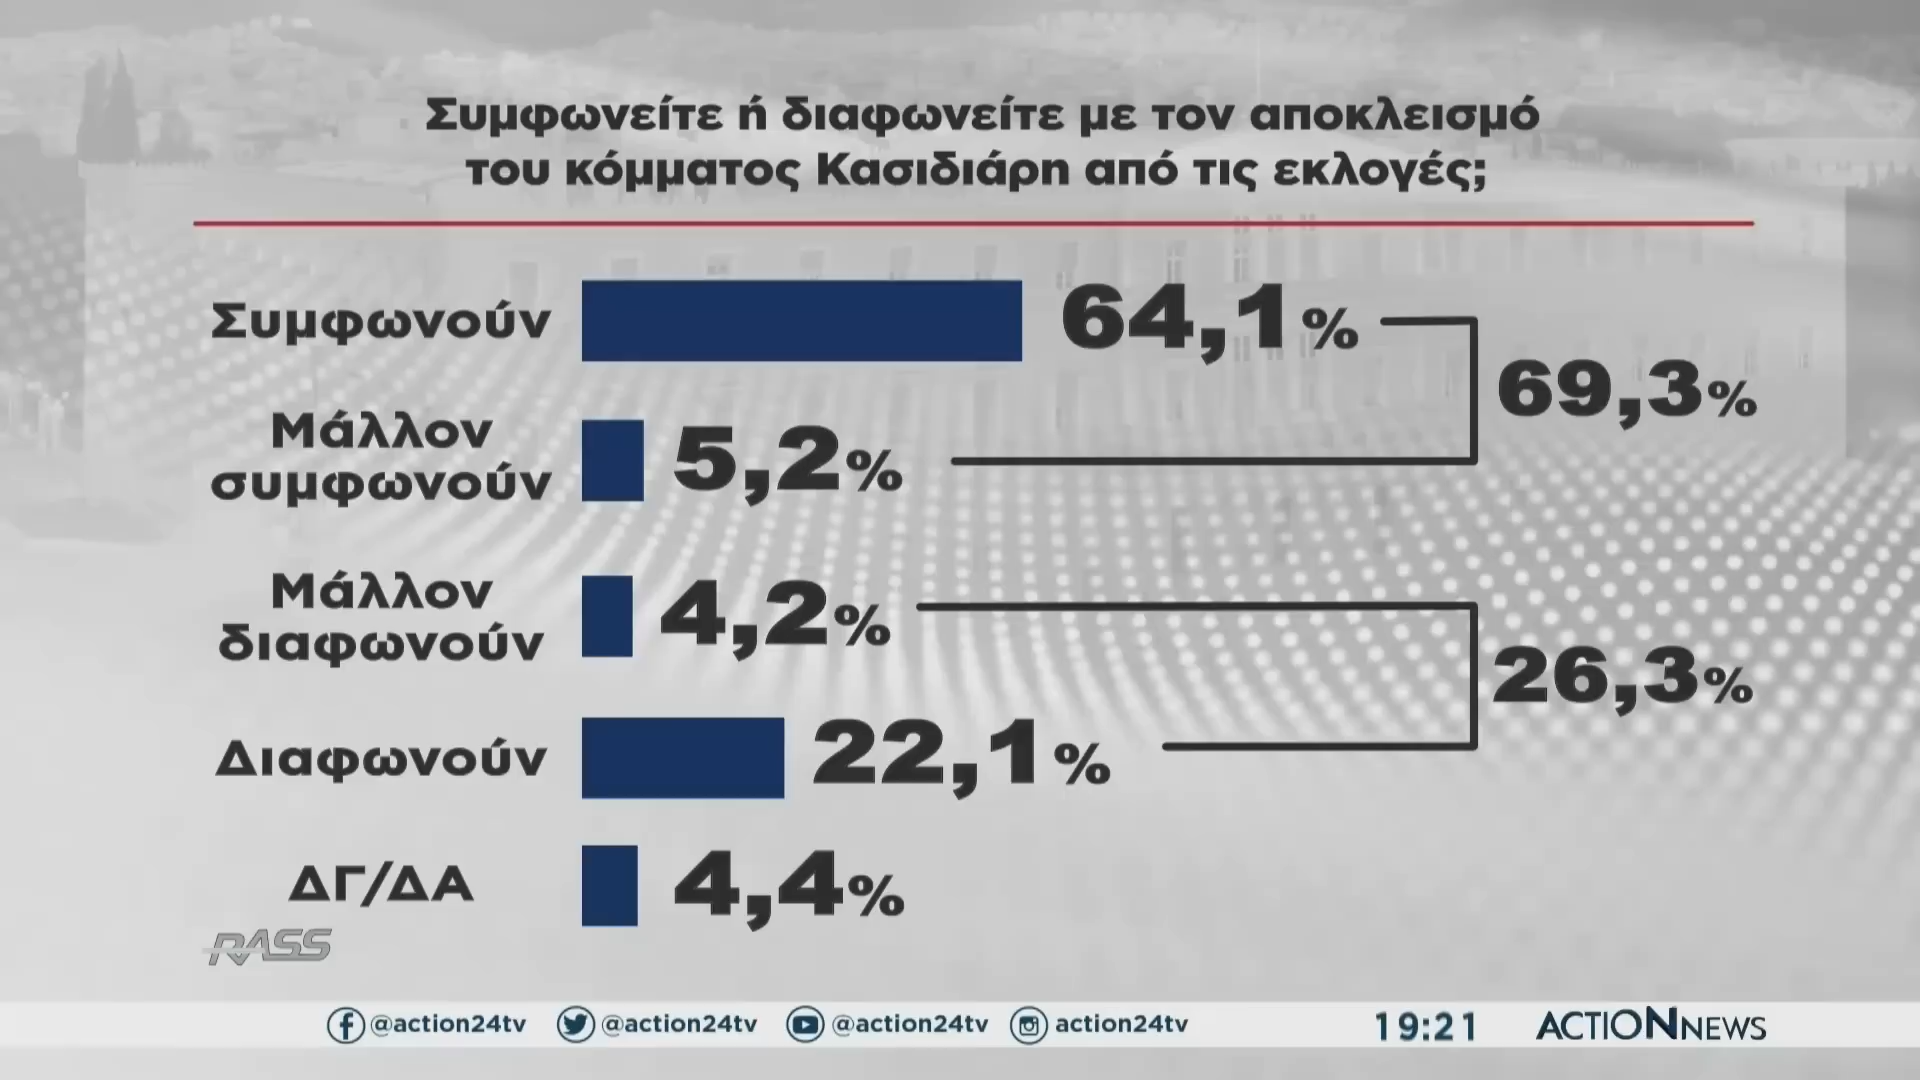 Συμφωνείτε ή διαφωνείτε με τον αποκλεισμό
του κόμματος Κασιδιάρη από τις εκλογές;
Συμφωνούν 64,1%
69,3%
Μάλλον
συμφωνούν 5,2%
Μάλλον
διαφωνούν 4,2%
26,3%
Διαφωνούν 22,1%
ΔΓ/ΔΑ 4,4%
RASS
@action24tv @action24tv @action24tv action24tv 19:21 ACTION NEWS